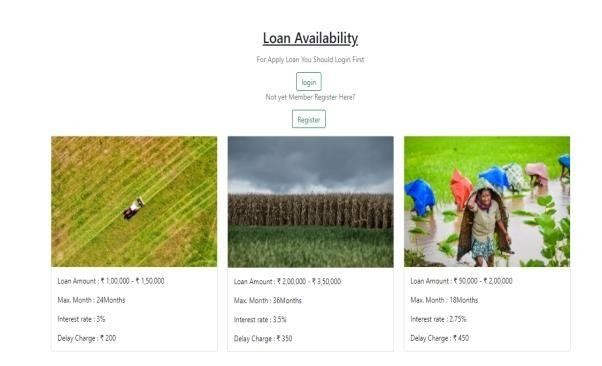 Loan Availability
For Apply Loan You Should Login First
login
Not yet Member Register Here?
Register
Loan Amount : ₹ 1,00,000 - ₹ 1,50,000
Max. Month : 24Months
Interest rate : 3%
Delay Charge : ₹ 200
Loan Amount : ₹ 2,00,000 - ₹ 3,50,000
Max. Month : 36Months
Interest rate : 3.5%
Delay Charge : ₹ 350
Loan Amount : ₹ 50,000 - ₹ 2,00,000
Max. Month : 18Months
Interest rate : 2.75%
Delay Charge : ₹ 450